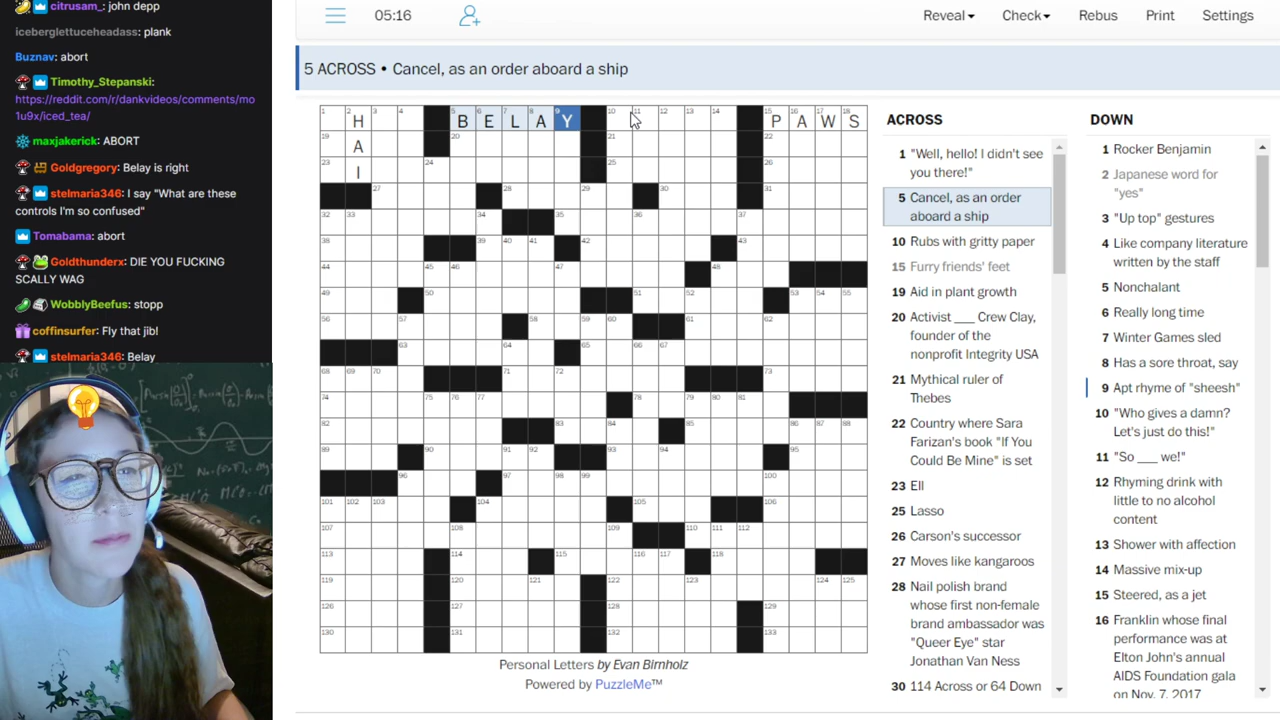 citrusam_: john depp
iceberglettuceheadass: plank
Buznav: abort
Timothy_Stepanski:
https://reddit.com/r/dankvideos/comments/mo
1u9x/iced_tea/
maxjakerick: ABORT
Goldgregory: Belay is right
stelmaria346: I say "What are these
controls I'm so confused"
Tomabama: abort
Goldthunderx: DIE YOU FUCKING
SCALLY WAG
WobblyBeefus: stopp
coffinsurfer: Fly that jib!
stelmaria346: Belay
05:16
Reveal
Check
Rebus
Print
Settings
5 ACROSS • Cancel, as an order aboard a ship
H B E L A Y P A W S
A
I
Personal Letters by Evan Birnholz
Powered by PuzzleMe™
ACROSS
1 "Well, hello! I didn't see
you there!"
5 Cancel, as an order
aboard a ship
10 Rubs with gritty paper
15 Furry friends' feet
19 Aid in plant growth
20 Activist ___ Crew Clay,
founder of the
nonprofit Integrity USA
21 Mythical ruler of
Thebes
22 Country where Sara
Farizan's book "If You
Could Be Mine" is set
23 Ell
25 Lasso
26 Carson's successor
27 Moves like kangaroos
28 Nail polish brand
whose first non-female
brand ambassador was
"Queer Eye" star
Jonathan Van Ness
30 114 Across or 64 Down
DOWN
1 Rocker Benjamin
2 Japanese word for
"yes"
3 "Up top" gestures
4 Like company literature
written by the staff
5 Nonchalant
6 Really long time
7 Winter Games sled
8 Has a sore throat, say
9 Apt rhyme of "sheesh"
10 "Who gives a damn?
Let's just do this!"
11 "So ___ we!"
12 Rhyming drink with
little to no alcohol
content
13 Shower with affection
14 Massive mix-up
15 Steered, as a jet
16 Franklin whose final
performance was at
Elton John's annual
AIDS Foundation gala
on Nov. 7, 2017